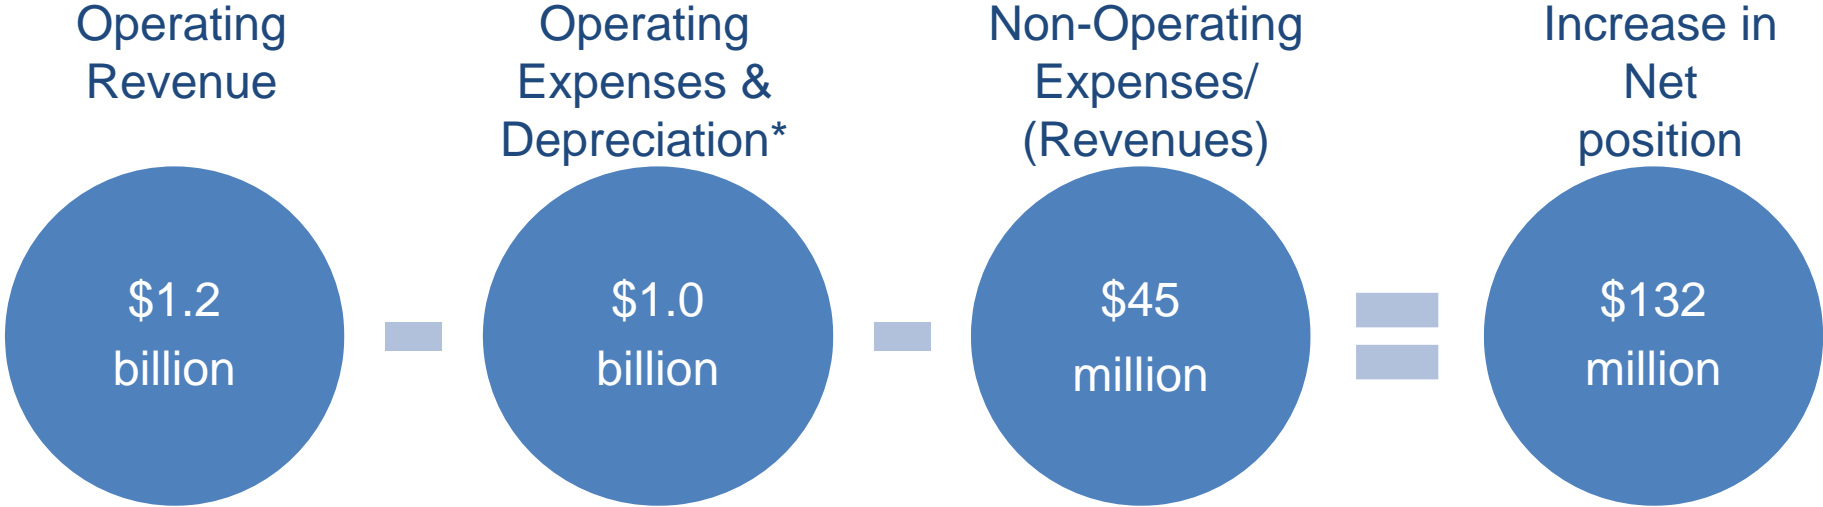 Operating
Revenue
Operating
Expenses &
Depreciation*
Non-Operating
Expenses/
(Revenues)
Increase in
Net
position
$1.2
billion
$1.0
billion
$45
million
$132
million